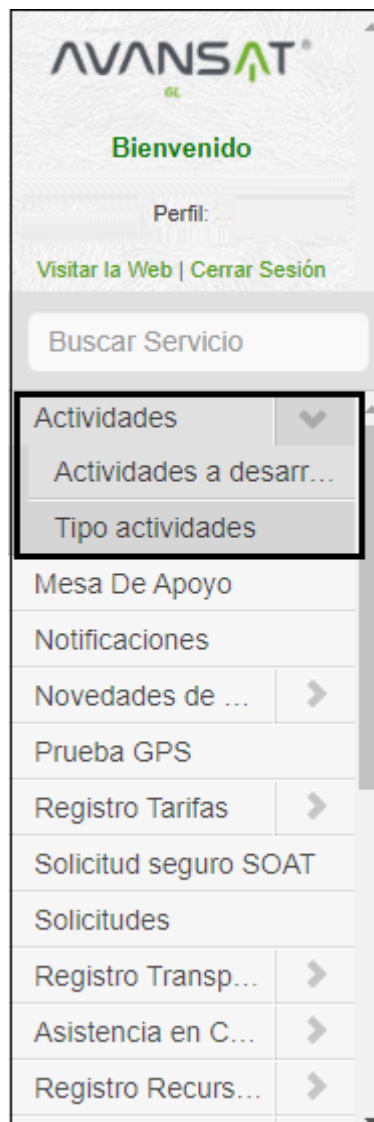 AVANSAT
GL
Bienvenido
Perfil:
Visitar la Web | Cerrar Sesión
Buscar Servicio
Actividades
Actividades a desarr...
Tipo actividades
Mesa De Apoyo
Notificaciones
Novedades de ...
Prueba GPS
Registro Tarifas
Solicitud seguro SOAT
Solicitudes
Registro Transp...
Asistencia en C...
Registro Recurs...